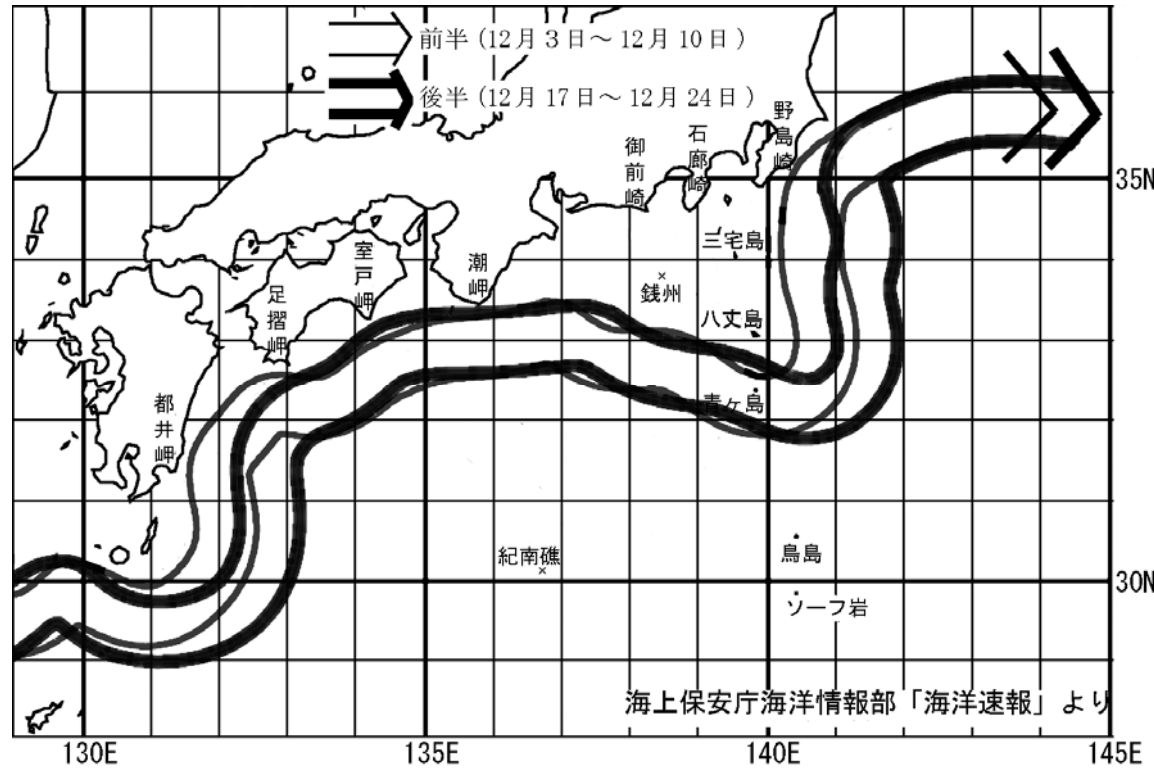 前半 (12月 3日～12月 10日 )
後半 (12月 17日～12月 24日 )
野島崎
石廊崎
御前崎
35N
三宅島
室戸岬
潮岬
銭州
足摺岬
八丈島
青ヶ島
都井岬
鳥島
紀南礁
30N
ソーフ岩
海上保安庁海洋情報部「海洋速報」より
130E
135E
140E
145E